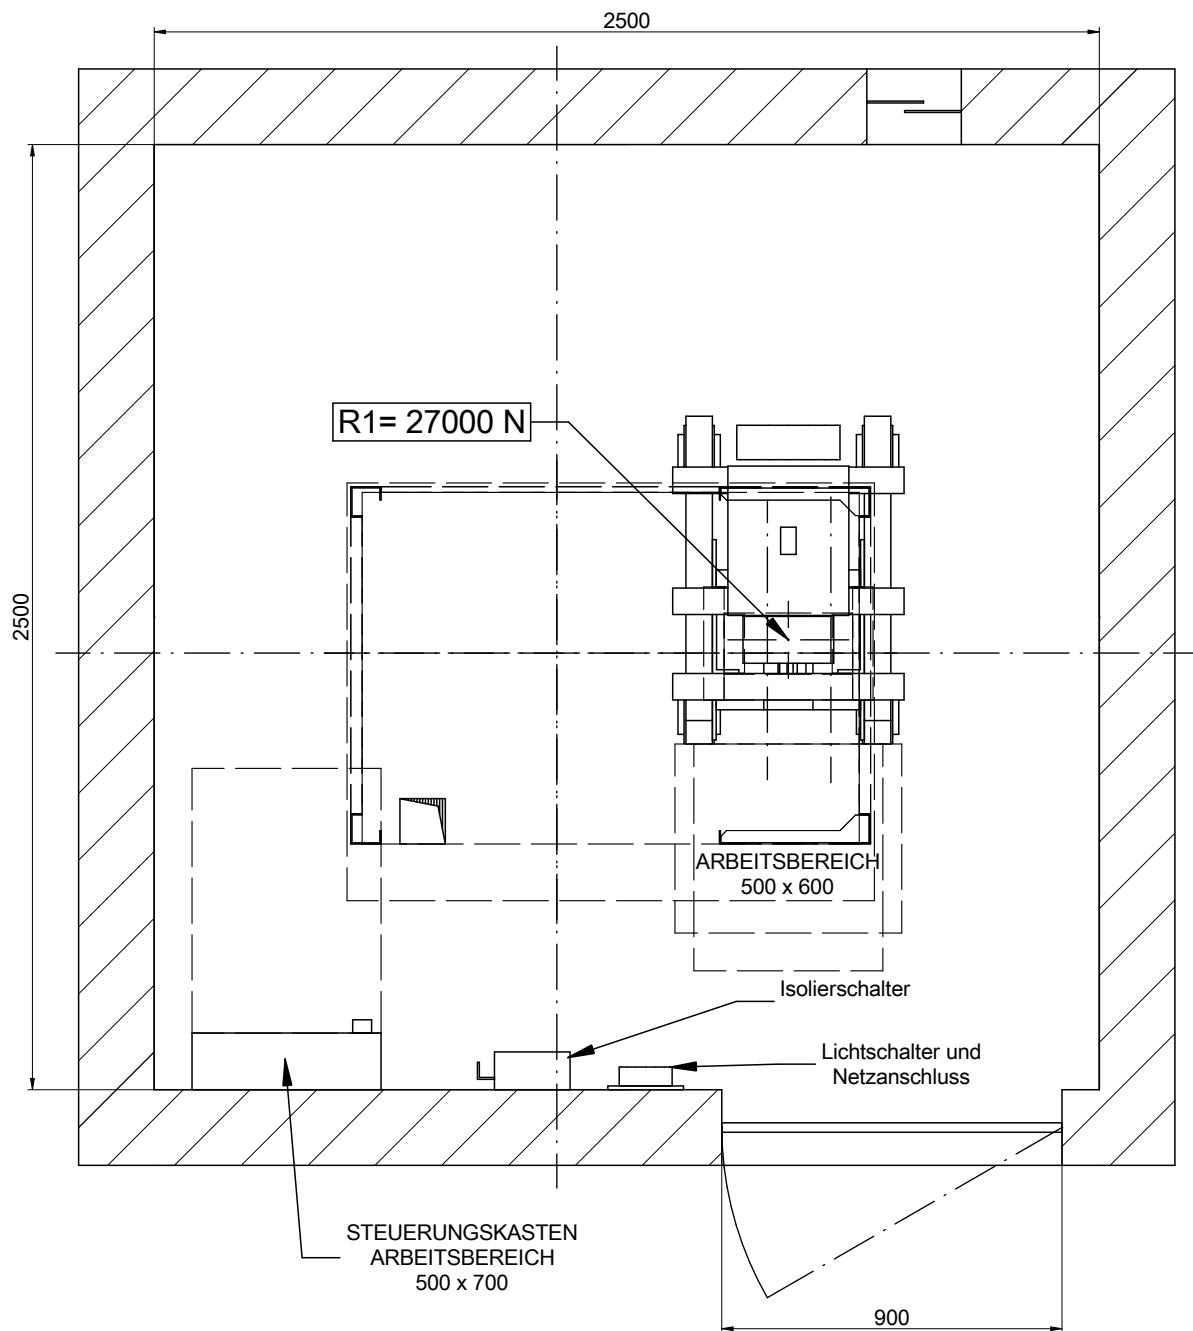 2500
R1= 27000 N
2500
ARBEITSBEREICH
500 x 600
Isolierschalter
Lichtschalter und
Netzanschluss
STEUERUNGSKASTEN
ARBEITSBEREICH
500 x 700
900